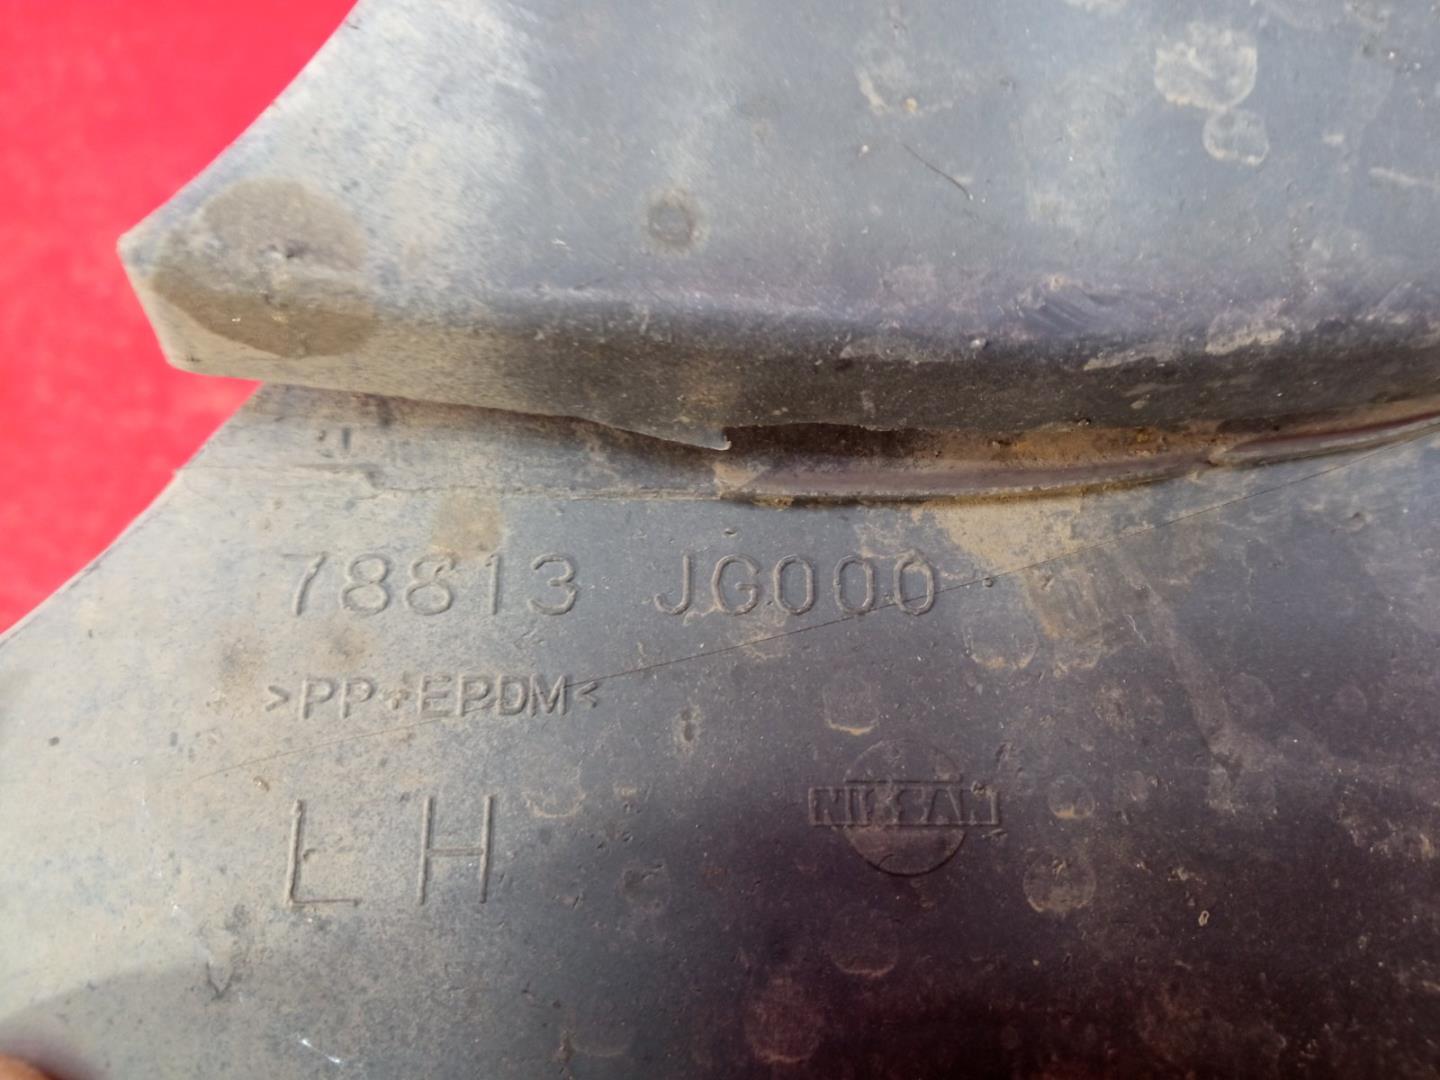 78813 JG000
>PP+EPDM<
LH
NISSAN